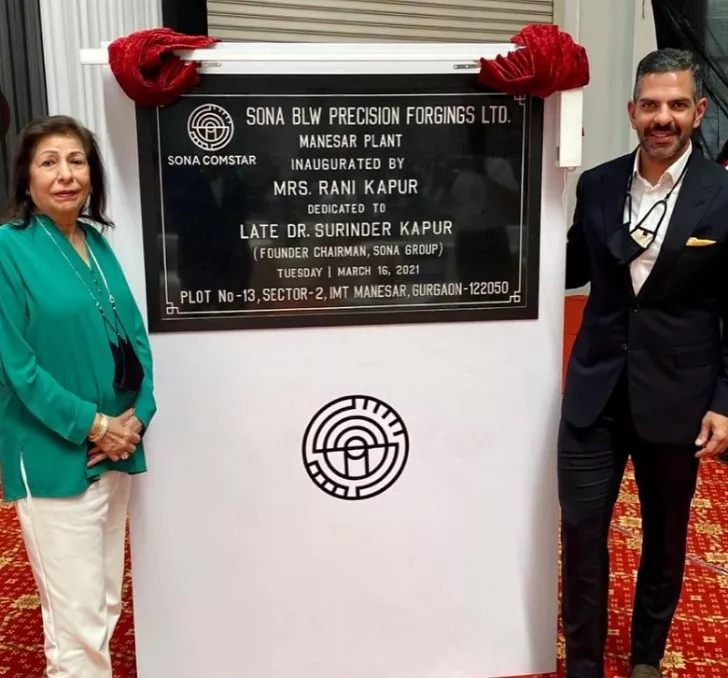 SONA COMSTAR
SONA BLW PRECISION FORGINGS LTD.
MANESAR PLANT
INAUGURATED BY
MRS. RANI KAPUR
DEDICATED TO
LATE DR. SURINDER KAPUR
(FOUNDER CHAIRMAN, SONA GROUP)
TUESDAY | MARCH 16, 2021
PLOT No-13, SECTOR-2, IMT MANESAR, GURGAON-122050